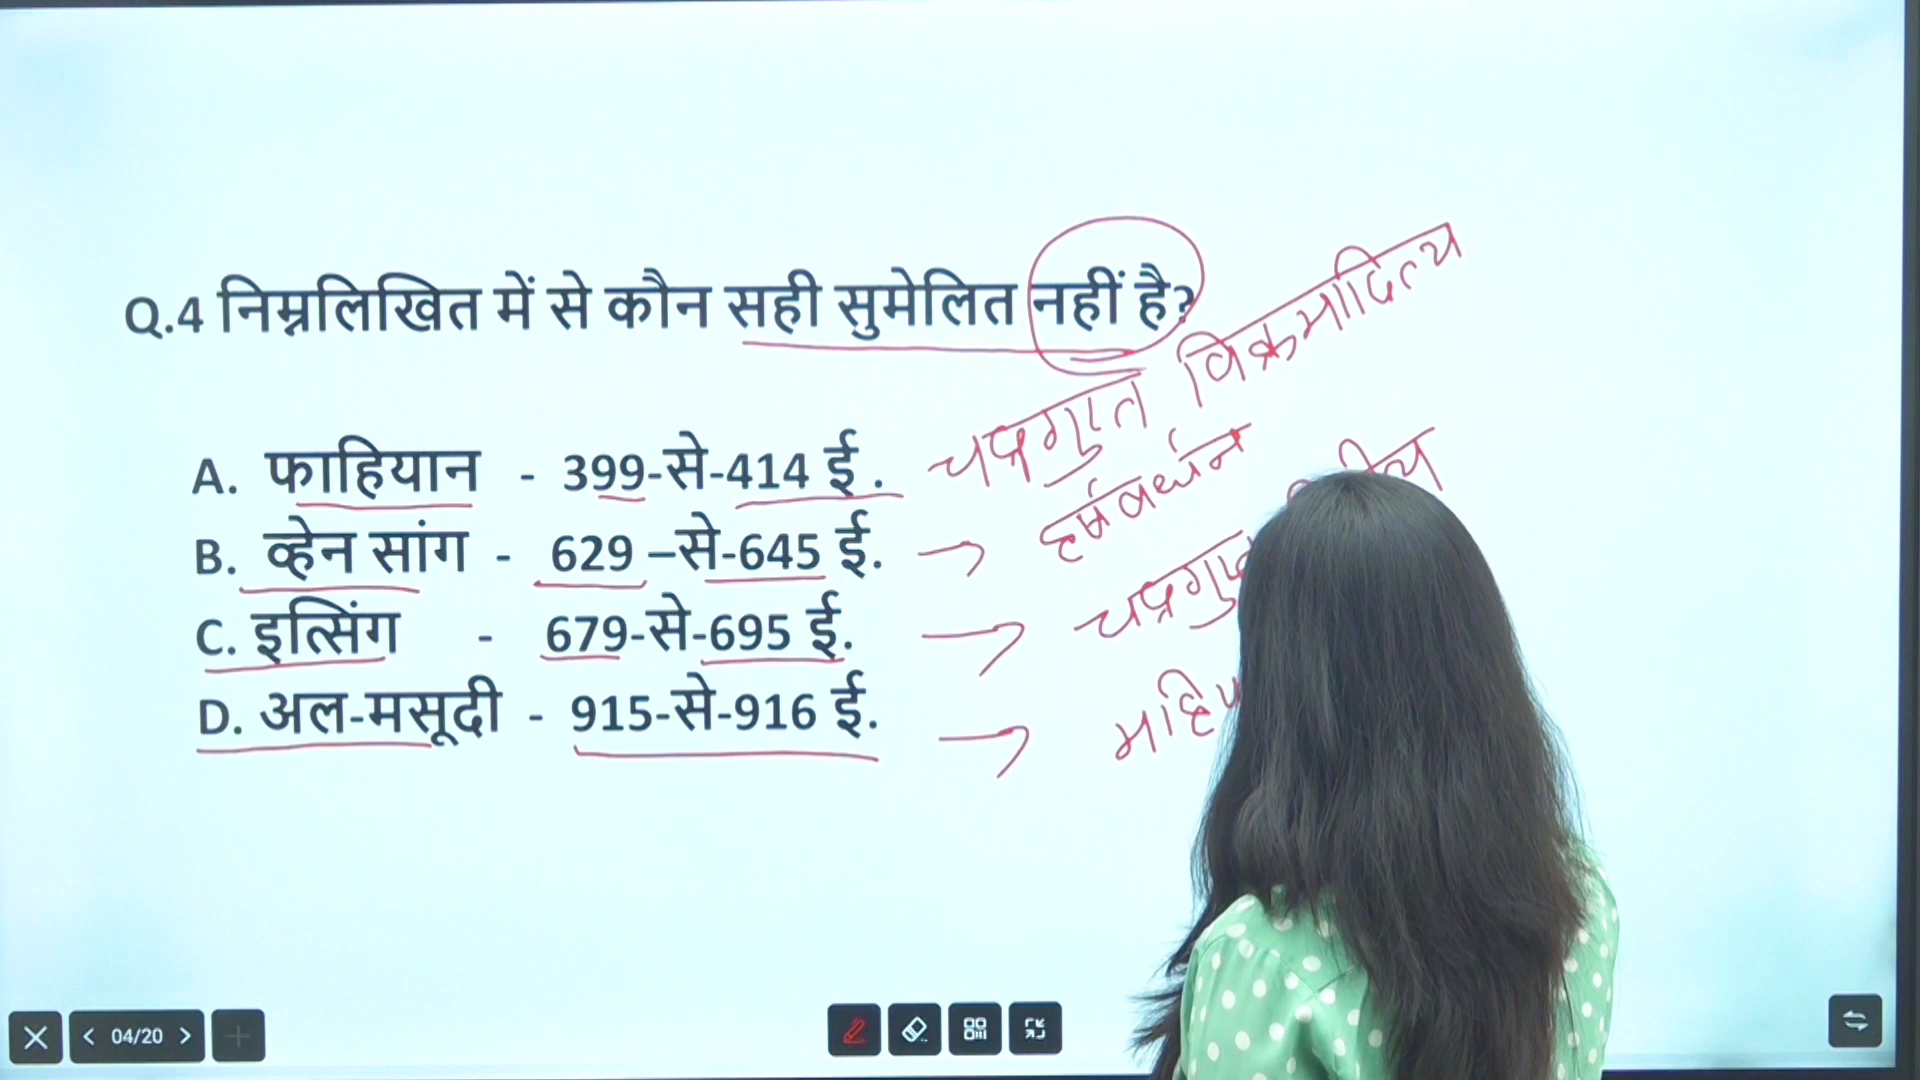 Q.4 निम्नलिखित में से कौन सही सुमेलित नहीं है?
A. फाहियान - 399-से-414 ई. चन्द्रगुप्त विक्रमादित्य
B. व्हेन सांग - 629 –से-645 ई. → हर्षवर्धन
C. इत्सिंग - 679-से-695 ई. →
D. अल-मसूदी - 915-से-916 ई. →
04/20